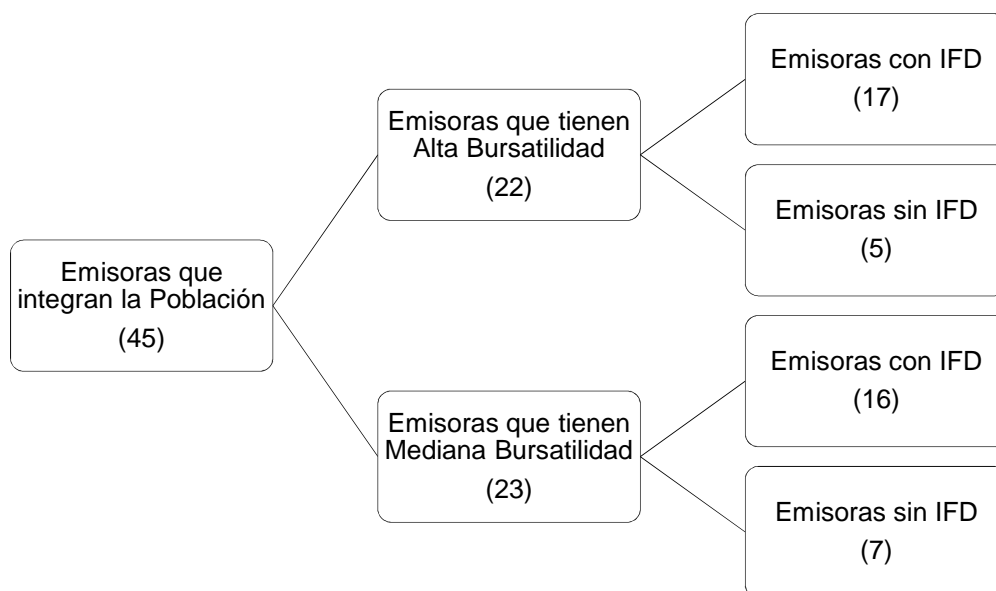 Emisoras que
integran la Población
(45)
Emisoras que tienen
Alta Bursatilidad
(22)
Emisoras con IFD
(17)
Emisoras sin IFD
(5)
Emisoras que tienen
Mediana Bursatilidad
(23)
Emisoras con IFD
(16)
Emisoras sin IFD
(7)